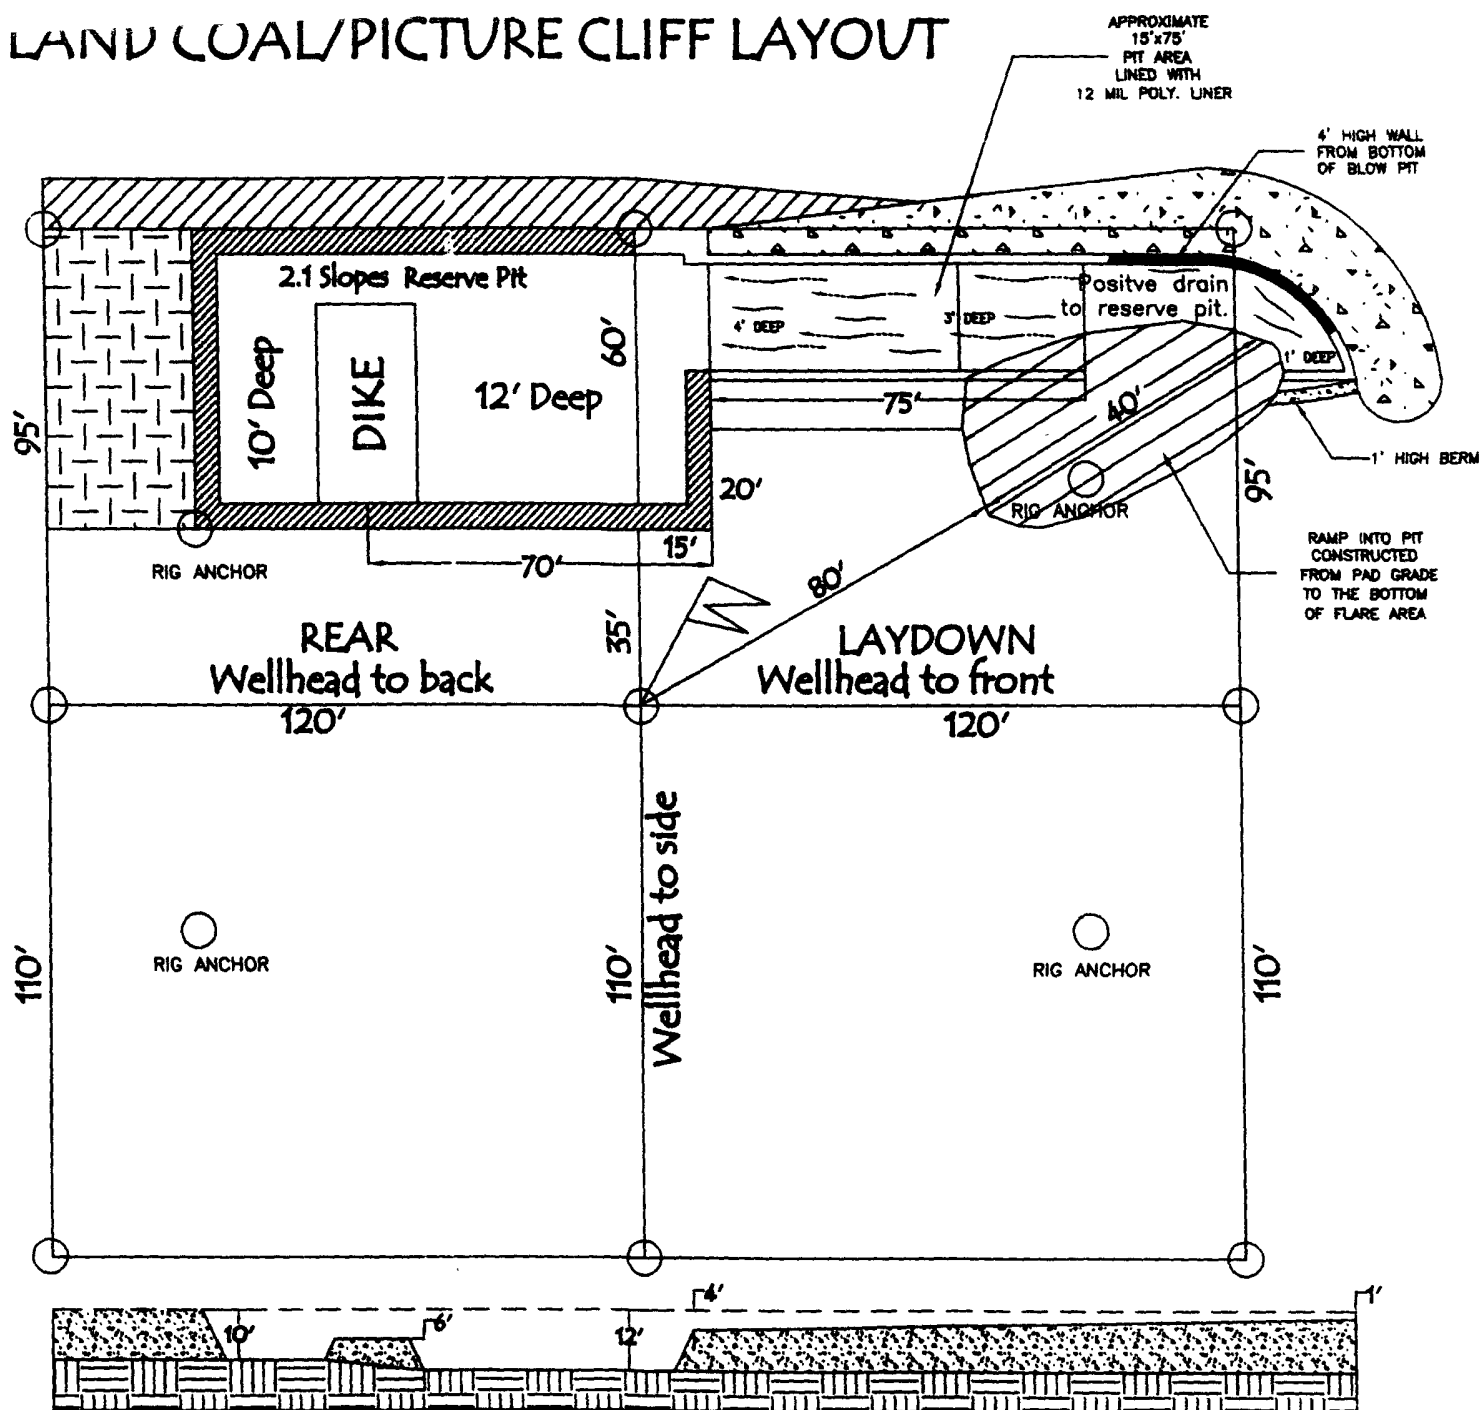 LAND COAL/PICTURE CLIFF LAYOUT
APPROXIMATE
15'x75'
PIT AREA
LINED WITH
12 MIL POLY. LINER
4' HIGH WALL
FROM BOTTOM
OF BLOW PIT
2.1 Slopes Reserve Pit
Positve drain
to reserve pit.
4' DEEP
3' DEEP
1' DEEP
60'
10' Deep
DIKE
12' Deep
75'
40'
95'
95'
1' HIGH BERM
20'
RIG ANCHOR
RIG ANCHOR
15'
70'
80'
RAMP INTO PIT
CONSTRUCTED
FROM PAD GRADE
TO THE BOTTOM
OF FLARE AREA
35'
REAR
Wellhead to back
120'
LAYDOWN
Wellhead to front
120'
Wellhead to side
110'
110'
110'
RIG ANCHOR
RIG ANCHOR
10'
6'
12'
4'
1'